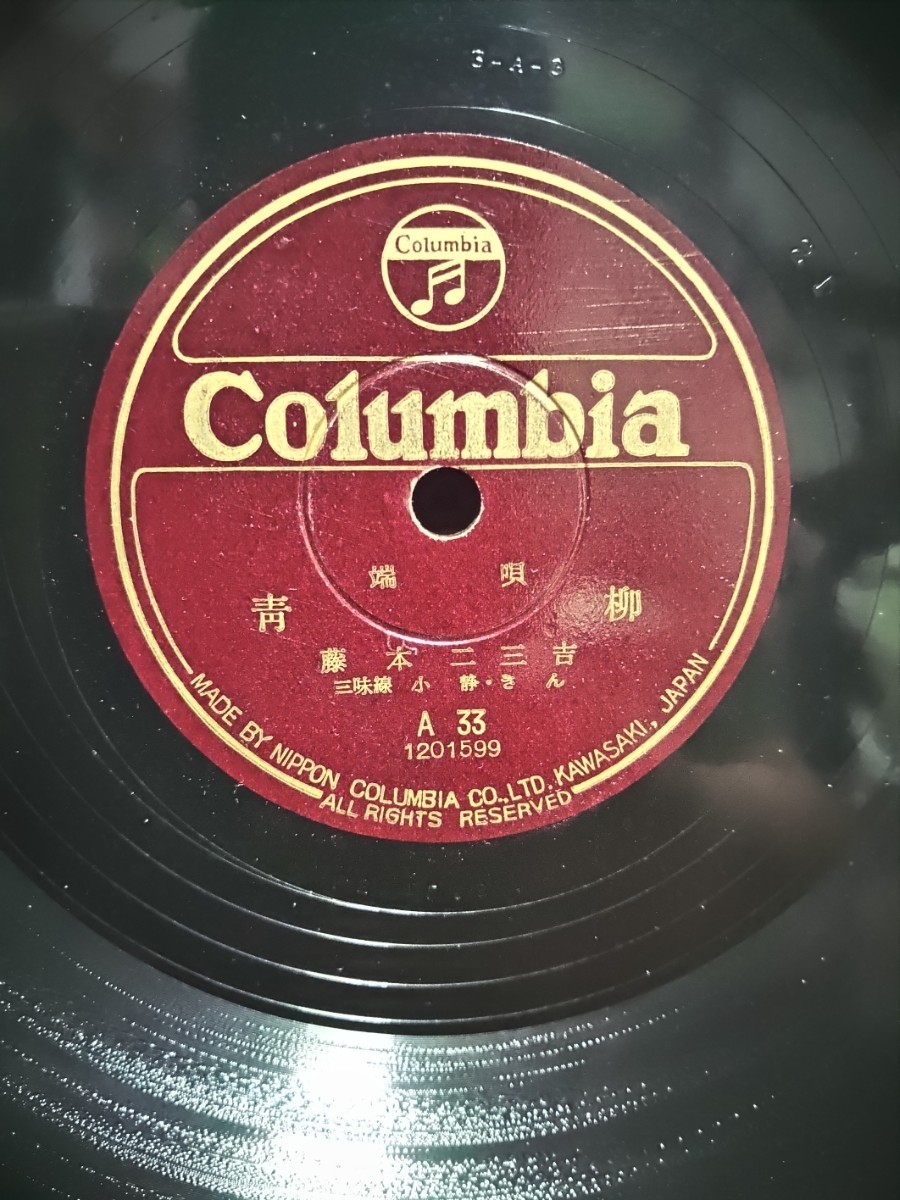 3-A-3
21
Columbia
Columbia
端唄
青柳
藤本二三吉
三味線 小静・きん
A 33
1201599
MADE BY NIPPON COLUMBIA CO., LTD. KAWASAKI, JAPAN
ALL RIGHTS RESERVED